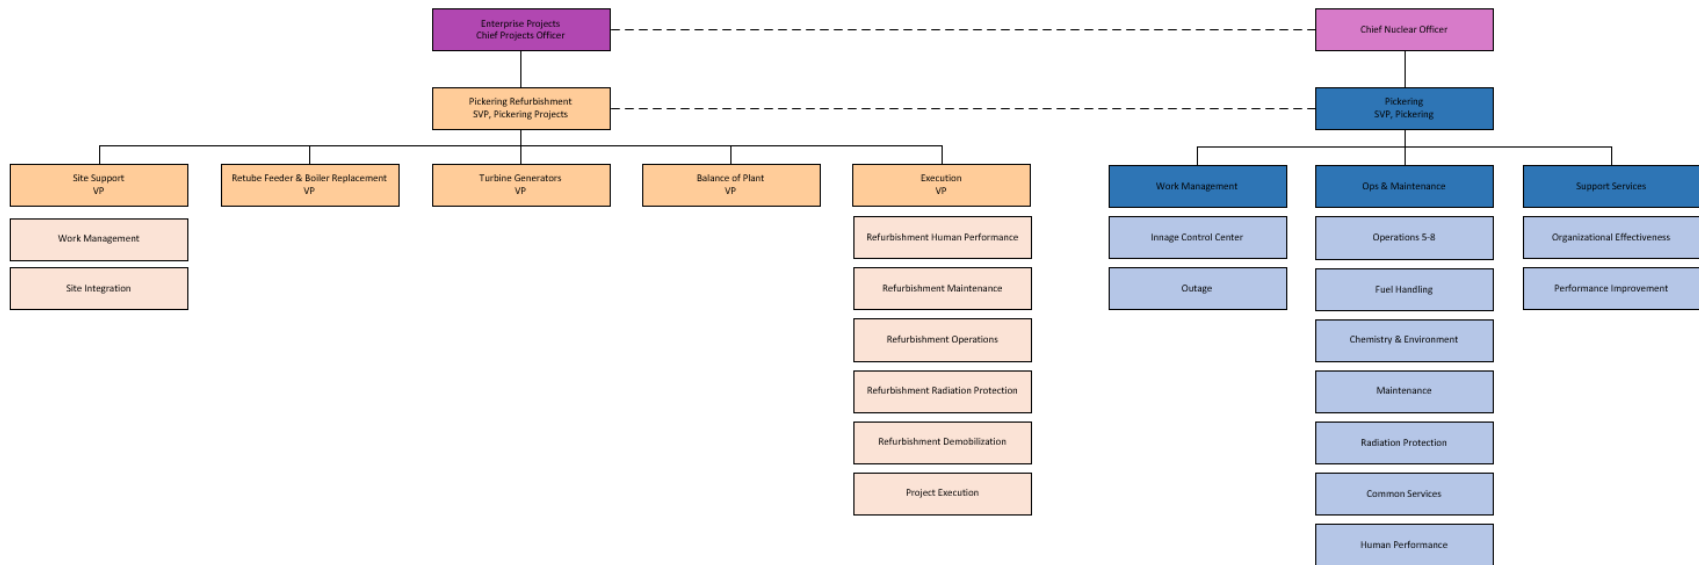 Enterprise Projects
Chief Projects Officer
Chief Nuclear Officer
Pickering Refurbishment
SVP, Pickering Projects
Pickering
SVP, Pickering
Site Support
VP
Retube Feeder & Boiler Replacement
VP
Turbine Generators
VP
Balance of Plant
VP
Execution
VP
Work Management
Ops & Maintenance
Support Services
Work Management
Site Integration
Refurbishment Human Performance
Refurbishment Maintenance
Refurbishment Operations
Refurbishment Radiation Protection
Refurbishment Demobilization
Project Execution
Innage Control Center
Outage
Operations 5-8
Fuel Handling
Chemistry & Environment
Maintenance
Radiation Protection
Common Services
Human Performance
Organizational Effectiveness
Performance Improvement